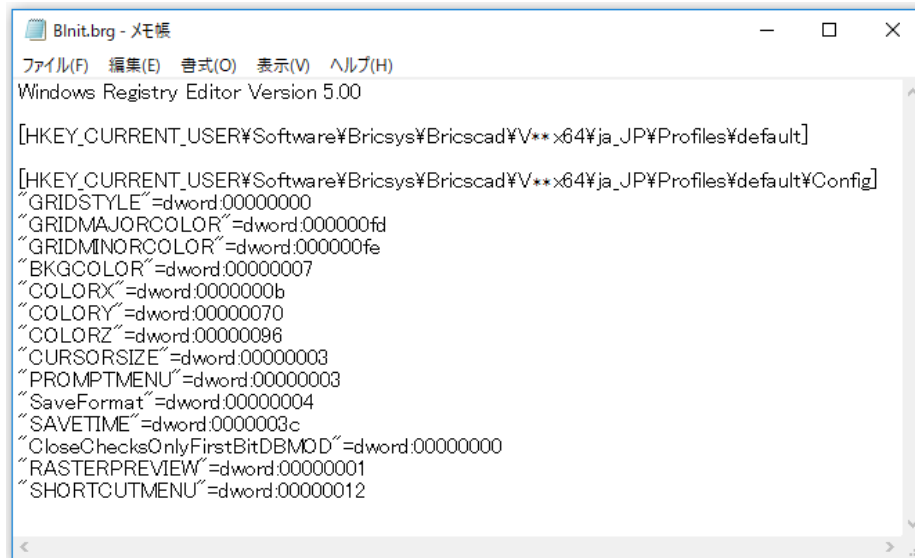 BInit.brg - メモ帳
ファイル(F) 編集(E) 書式(O) 表示(V) ヘルプ(H)
Windows Registry Editor Version 5.00
[HKEY_CURRENT_USER¥Software¥Bricsys¥Bricscad¥V**x64¥ja_JP¥Profiles¥default]
[HKEY_CURRENT_USER¥Software¥Bricsys¥Bricscad¥V**x64¥ja_JP¥Profiles¥default¥Config]
"GRIDSTYLE"=dword:00000000
"GRIDMAJORCOLOR"=dword:000000fd
"GRIDMINORCOLOR"=dword:000000fe
"BKGCOLOR"=dword:00000007
"COLORX"=dword:0000000b
"COLORY"=dword:00000070
"COLORZ"=dword:00000096
"CURSORSIZE"=dword:00000003
"PROMPTMENU"=dword:00000003
"SaveFormat"=dword:00000004
"SAVETIME"=dword:0000003c
"CloseChecksOnlyFirstBitDBMOD"=dword:00000000
"RASTERPREVIEW"=dword:00000001
"SHORTCUTMENU"=dword:00000012